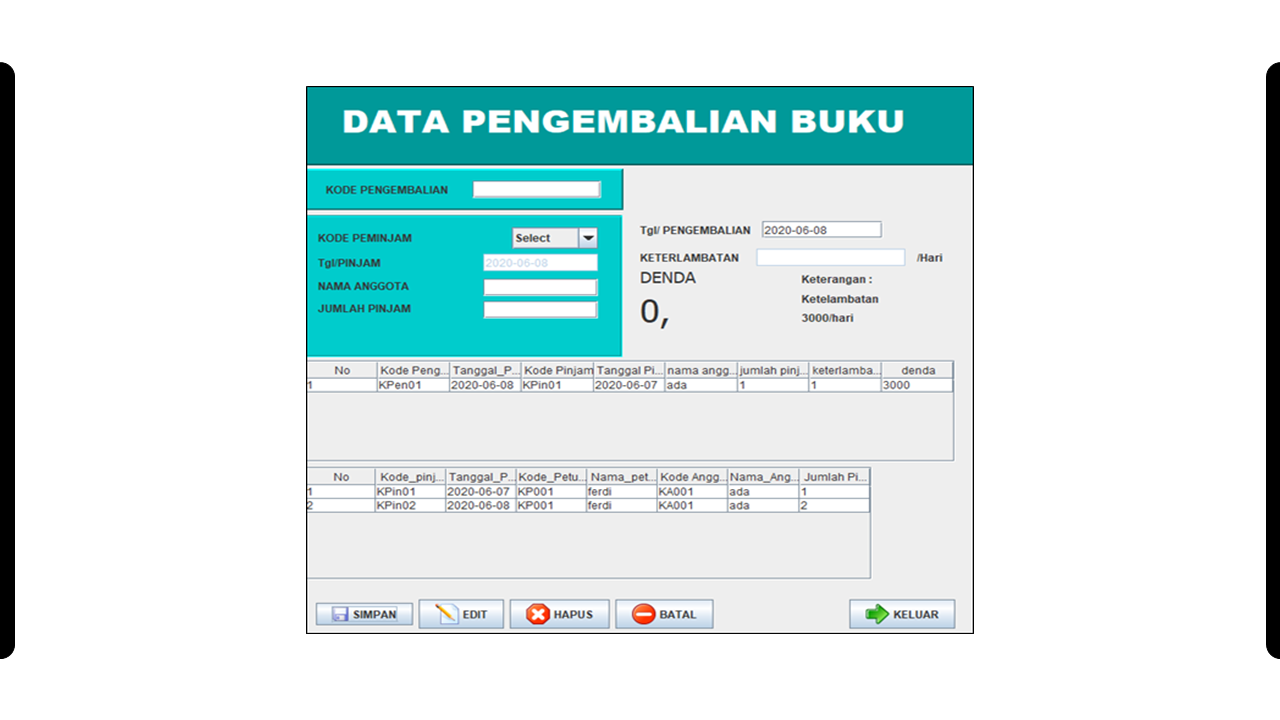 DATA PENGEMBALIAN BUKU
KODE PENGEMBALIAN
KODE PEMINJAM Select
Tgl/PINJAM 2020-06-08
NAMA ANGGOTA
JUMLAH PINJAM
Tgl/ PENGEMBALIAN 2020-06-08
KETERLAMBATAN /Hari
DENDA
0,
Keterangan :
Ketelambatan
3000/hari
No Kode Peng... Tanggal_P... Kode Pinjam Tanggal Pi... nama angg... jumlah pinj... keterlamba... denda
1 KPen01 2020-06-08 KPin01 2020-06-07 ada 1 1 3000
No Kode_pinj... Tanggal_P... Kode_Petu... Nama_pet... Kode Angg... Nama_Ang... Jumlah Pi...
1 KPin01 2020-06-07 KP001 ferdi KA001 ada 1
2 KPin02 2020-06-08 KP001 ferdi KA001 ada 2
SIMPAN EDIT HAPUS BATAL KELUAR